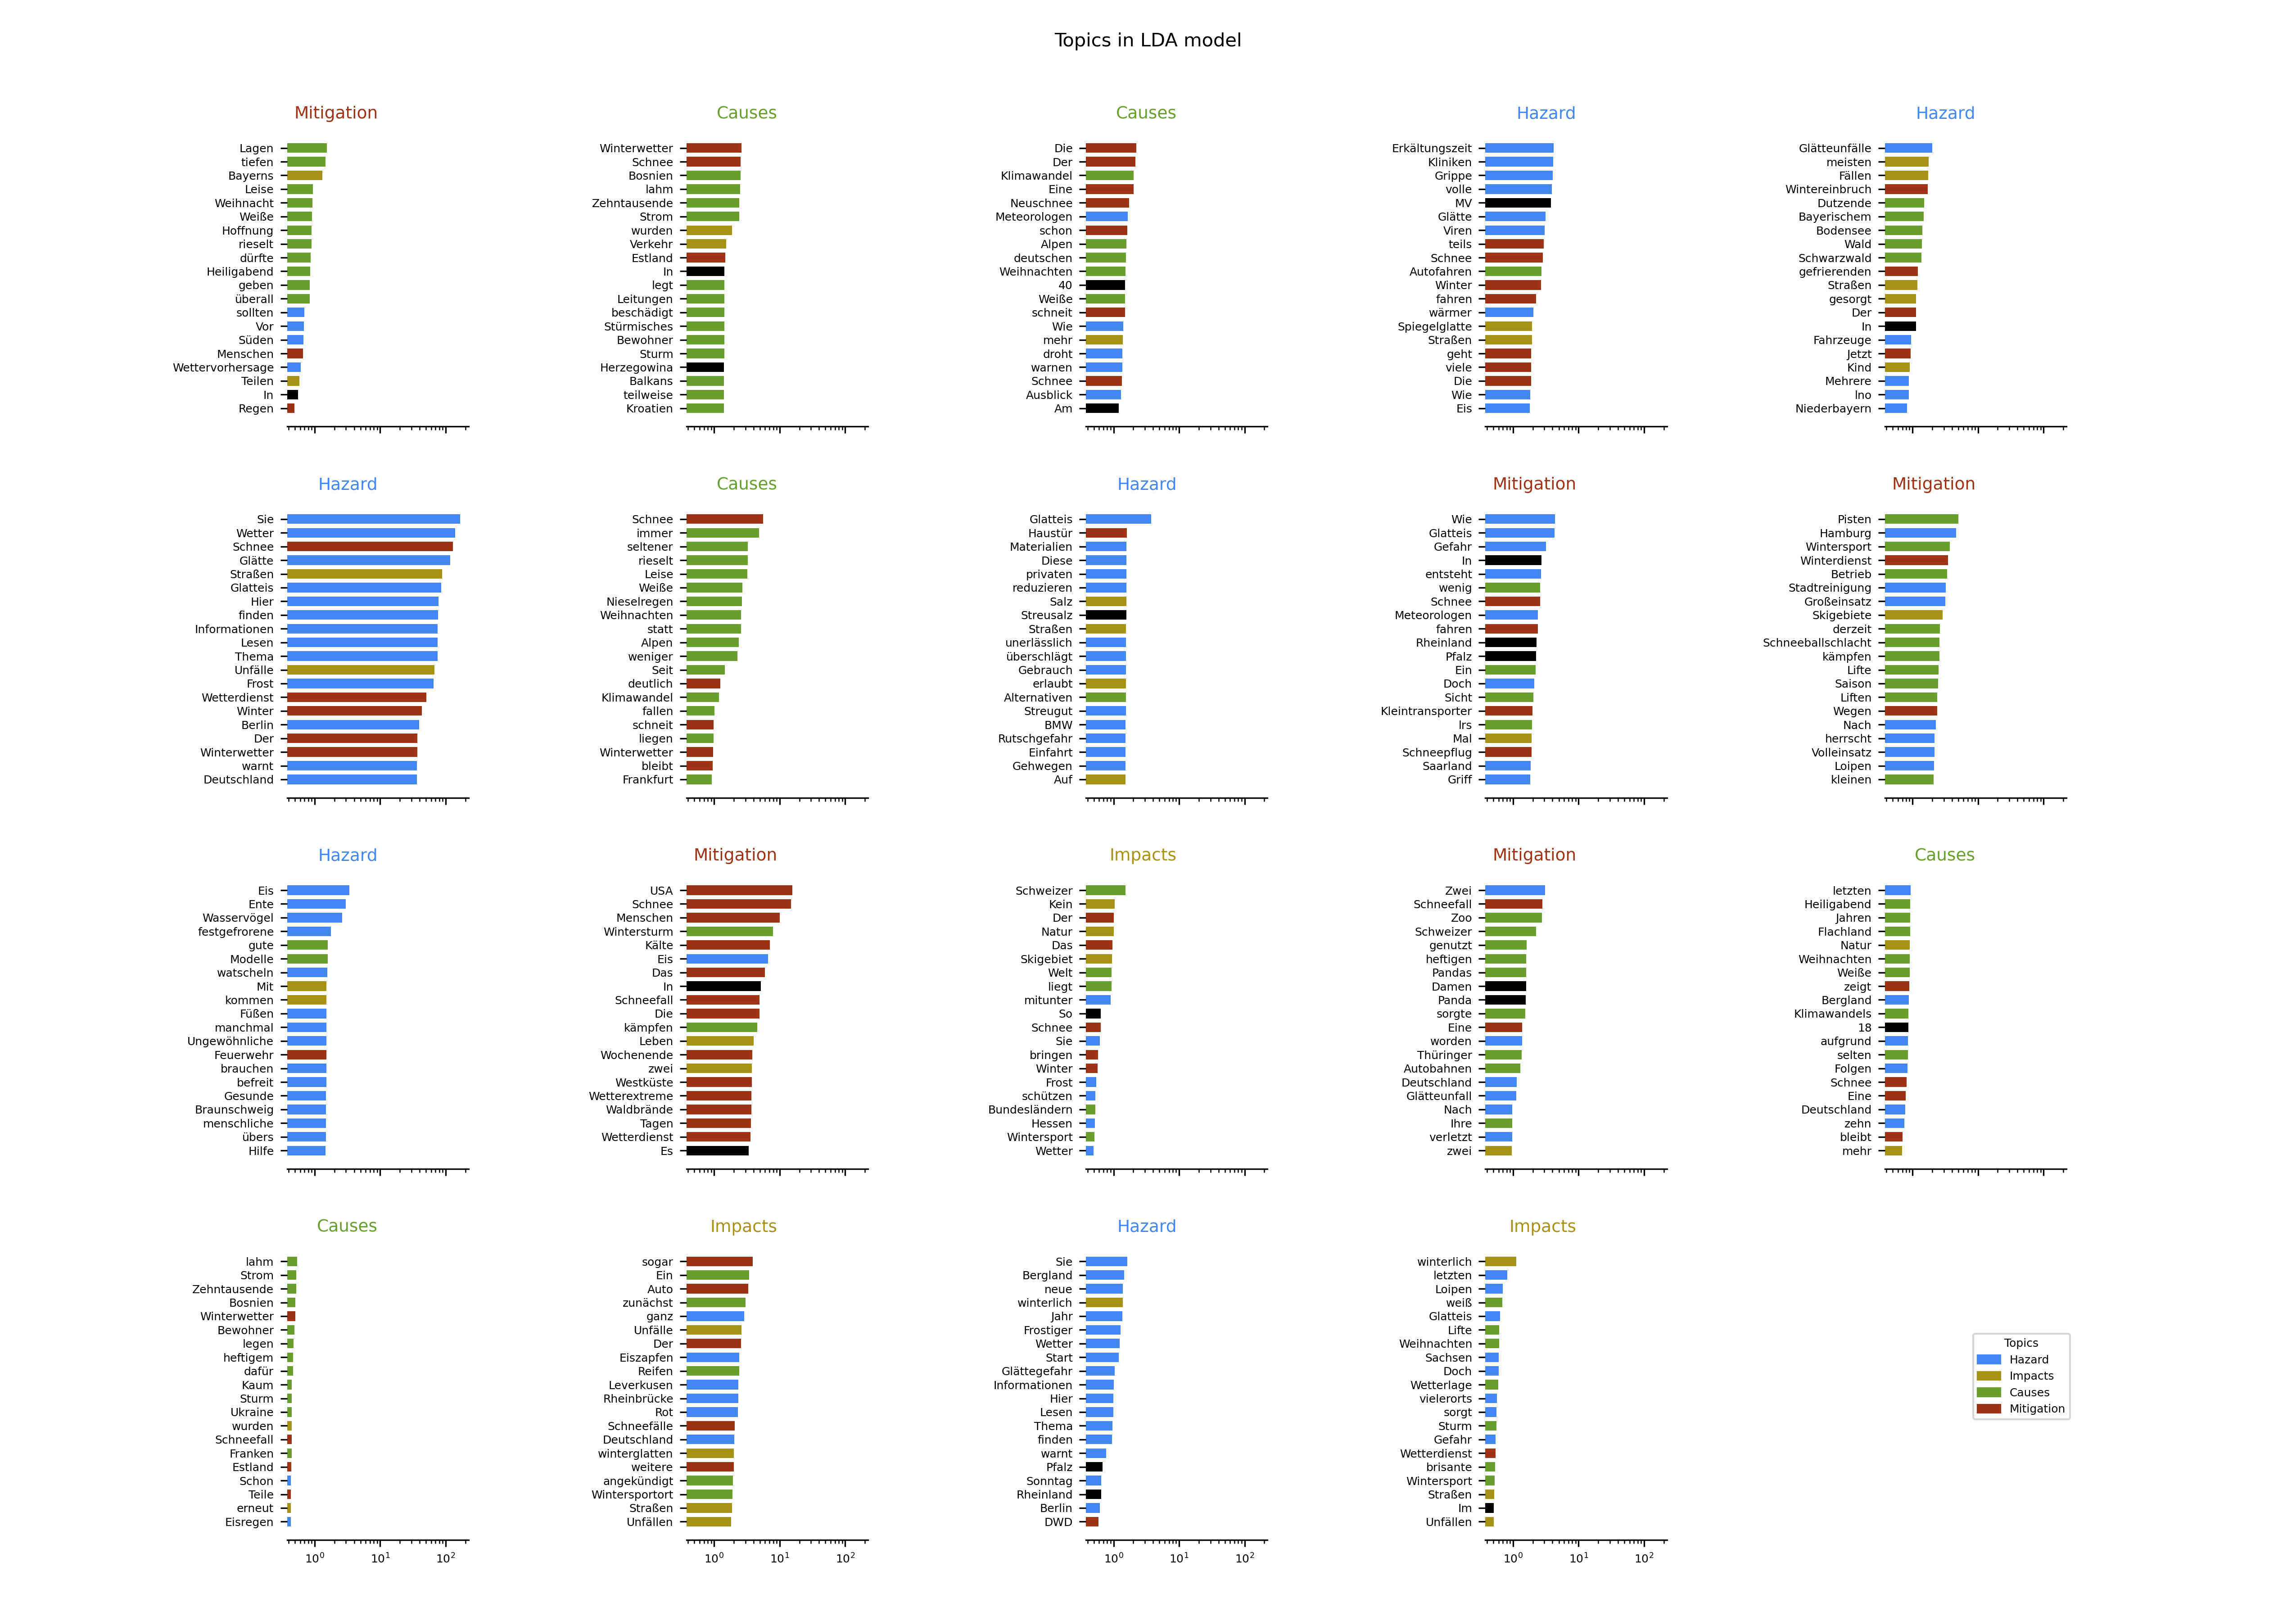 Topics in LDA model
Mitigation
Lagen
tiefen
Bayerns
Leise
Weihnacht
Weiße
Hoffnung
rieselt
dürfte
Heiligabend
geben
überall
sollten
Vor
Süden
Menschen
Wettervorhersage
Teilen
In
Regen
Causes
Winterwetter
Schnee
Bosnien
lahm
Zehntausende
Strom
wurden
Verkehr
Estland
In
legt
Leitungen
beschädigt
Stürmisches
Bewohner
Sturm
Herzegowina
Balkans
teilweise
Kroatien
Causes
Die
Der
Klimawandel
Eine
Neuschnee
Meteorologen
schon
Alpen
deutschen
Weihnachten
40
Weiße
schneit
Wie
mehr
droht
warnen
Schnee
Ausblick
Am
Hazard
Erkältungszeit
Kliniken
Grippe
volle
MV
Glätte
Viren
teils
Schnee
Autofahren
Winter
fahren
wärmer
Spiegelglatte
Straßen
geht
viele
Die
Wie
Eis
Hazard
Glätteunfälle
meisten
Fällen
Wintereinbruch
Dutzende
Bayerischem
Bodensee
Wald
Schwarzwald
gefrierenden
Straßen
gesorgt
Der
In
Fahrzeuge
Jetzt
Kind
Mehrere
Ino
Niederbayern
Hazard
Sie
Wetter
Schnee
Glätte
Straßen
Glatteis
Hier
finden
Informationen
Lesen
Thema
Unfälle
Frost
Wetterdienst
Winter
Berlin
Der
Winterwetter
warnt
Deutschland
Causes
Schnee
immer
seltener
rieselt
Leise
Weiße
Nieselregen
Weihnachten
statt
Alpen
weniger
Seit
deutlich
Klimawandel
fallen
schneit
liegen
Winterwetter
bleibt
Frankfurt
Hazard
Glatteis
Haustür
Materialien
Diese
privaten
reduzieren
Salz
Streusalz
Straßen
unerlässlich
überschlägt
Gebrauch
erlaubt
Alternativen
Streugut
BMW
Rutschgefahr
Einfahrt
Gehwegen
Auf
Mitigation
Wie
Glatteis
Gefahr
In
entsteht
wenig
Schnee
Meteorologen
fahren
Rheinland
Pfalz
Ein
Doch
Sicht
Kleintransporter
Irs
Mal
Schneepflug
Saarland
Griff
Mitigation
Pisten
Hamburg
Wintersport
Winterdienst
Betrieb
Stadtreinigung
Großeinsatz
Skigebiete
derzeit
Schneeballschlacht
kämpfen
Lifte
Saison
Liften
Wegen
Nach
herrscht
Volleinsatz
Loipen
kleinen
Hazard
Eis
Ente
Wasservögel
festgefrorene
gute
Modelle
watscheln
Mit
kommen
Füßen
manchmal
Ungewöhnliche
Feuerwehr
brauchen
befreit
Gesunde
Braunschweig
menschliche
übers
Hilfe
Mitigation
USA
Schnee
Menschen
Wintersturm
Kälte
Eis
Das
In
Schneefall
Die
kämpfen
Leben
Wochenende
zwei
Westküste
Wetterextreme
Waldbrände
Tagen
Wetterdienst
Es
Impacts
Schweizer
Kein
Der
Natur
Das
Skigebiet
Welt
liegt
mitunter
So
Schnee
Sie
bringen
Winter
Frost
schützen
Bundesländern
Hessen
Wintersport
Wetter
Mitigation
Zwei
Schneefall
Zoo
Schweizer
genutzt
heftigen
Pandas
Damen
Panda
sorgte
Eine
worden
Thüringer
Autobahnen
Deutschland
Glätteunfall
Nach
Ihre
verletzt
zwei
Causes
letzten
Heiligabend
Jahren
Flachland
Natur
Weihnachten
Weiße
zeigt
Bergland
Klimawandels
18
aufgrund
selten
Folgen
Schnee
Eine
Deutschland
zehn
bleibt
mehr
Causes
lahm
Strom
Zehntausende
Bosnien
Winterwetter
Bewohner
legen
heftigem
dafür
Kaum
Sturm
Ukraine
wurden
Schneefall
Franken
Estland
Schon
Teile
erneut
Eisregen
10⁰ 10¹ 10²
Impacts
sogar
Ein
Auto
zunächst
ganz
Unfälle
Der
Eiszapfen
Reifen
Leverkusen
Rheinbrücke
Rot
Schneefälle
Deutschland
winterglatten
weitere
angekündigt
Wintersportort
Straßen
Unfällen
10⁰ 10¹ 10²
Hazard
Sie
Bergland
neue
winterlich
Jahr
Frostiger
Wetter
Start
Glättegefahr
Informationen
Hier
Lesen
Thema
finden
warnt
Pfalz
Sonntag
Rheinland
Berlin
DWD
10⁰ 10¹ 10²
Impacts
winterlich
letzten
Loipen
weiß
Glatteis
Lifte
Weihnachten
Sachsen
Doch
Wetterlage
vielerorts
sorgt
Sturm
Gefahr
Wetterdienst
brisante
Wintersport
Straßen
Im
Unfällen
10⁰ 10¹ 10²
Topics
Hazard
Impacts
Causes
Mitigation